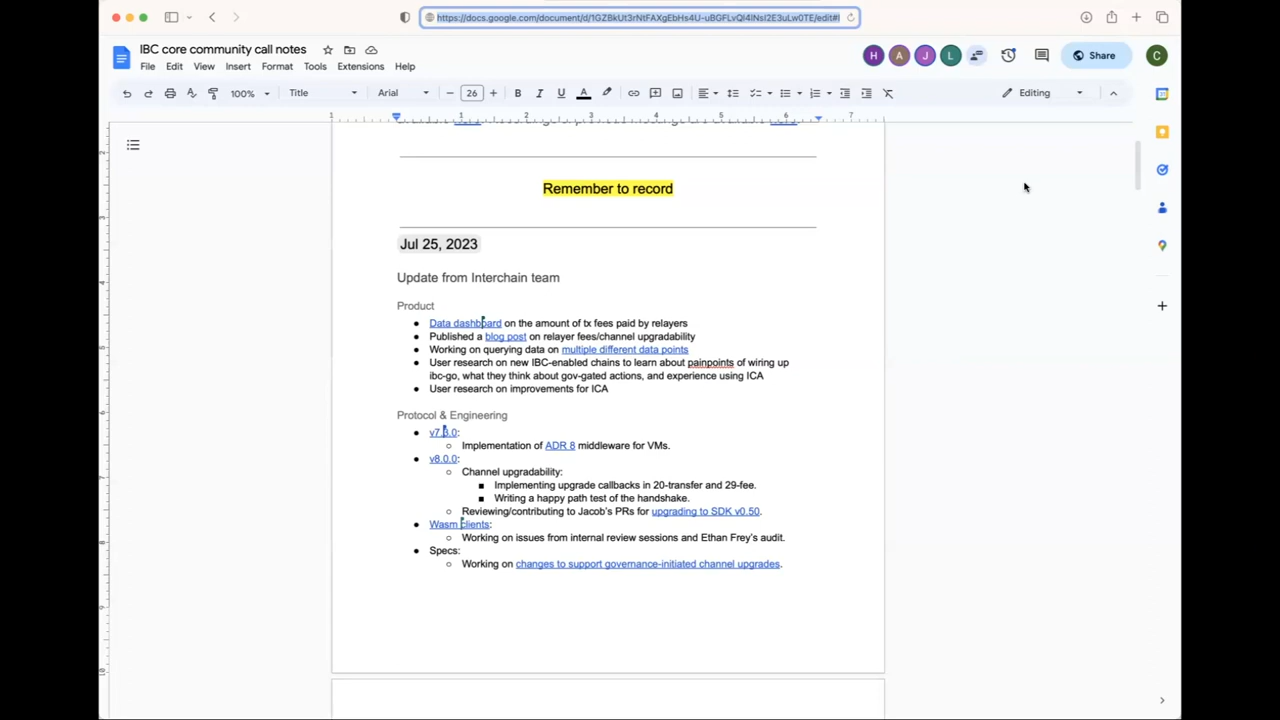 https://docs.google.com/document/d/1GZBkUt3rNtFAXgEbHs4U-uBGFLvQl4lNsI2E3uLw0TE/edit#
IBC core community call notes
File Edit View Insert Format Tools Extensions Help
H A J L Share C
100% Title Arial 26 B I U A Editing
1 1 2 3 4 5 6 7
Remember to record
Jul 25, 2023
Update from Interchain team
Product
● Data dashboard on the amount of tx fees paid by relayers
● Published a blog post on relayer fees/channel upgradability
● Working on querying data on multiple different data points
● User research on new IBC-enabled chains to learn about painpoints of wiring up
ibc-go, what they think about gov-gated actions, and experience using ICA
● User research on improvements for ICA
Protocol & Engineering
● v7.3.0:
○ Implementation of ADR 8 middleware for VMs.
● v8.0.0:
○ Channel upgradability:
■ Implementing upgrade callbacks in 20-transfer and 29-fee.
■ Writing a happy path test of the handshake.
○ Reviewing/contributing to Jacob's PRs for upgrading to SDK v0.50.
● Wasm clients:
○ Working on issues from internal review sessions and Ethan Frey's audit.
● Specs:
○ Working on changes to support governance-initiated channel upgrades.